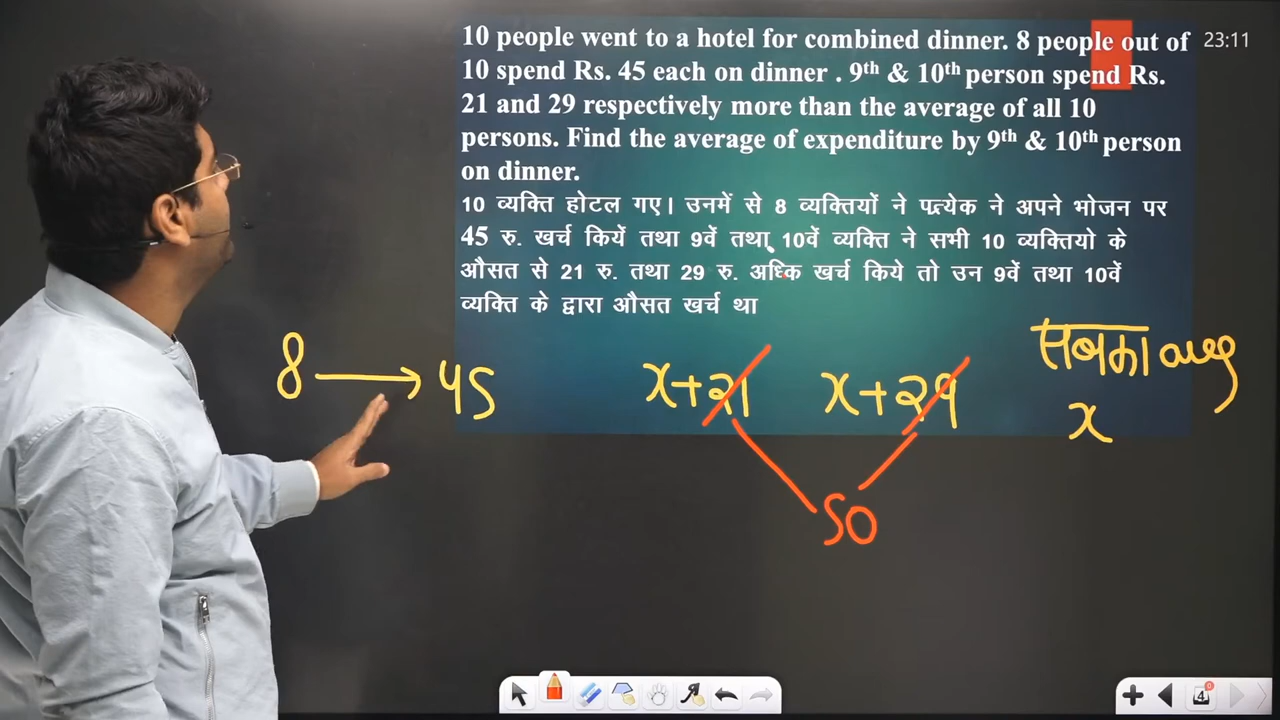 10 people went to a hotel for combined dinner. 8 people out of
10 spend Rs. 45 each on dinner . 9th & 10th person spend Rs.
21 and 29 respectively more than the average of all 10
persons. Find the average of expenditure by 9th & 10th person
on dinner.
10 व्यक्ति होटल गए। उनमें से 8 व्यक्तियों ने प्रत्येक ने अपने भोजन पर
45 रु. खर्च कियें तथा 9वें तथा 10वें व्यक्ति ने सभी 10 व्यक्तियो के
औसत से 21 रु. तथा 29 रु. अधिक खर्च किये तो उन 9वें तथा 10वें
व्यक्ति के द्वारा औसत खर्च था
23:11
8 → 45
x+21
x+29
सबका avg
x
50
4